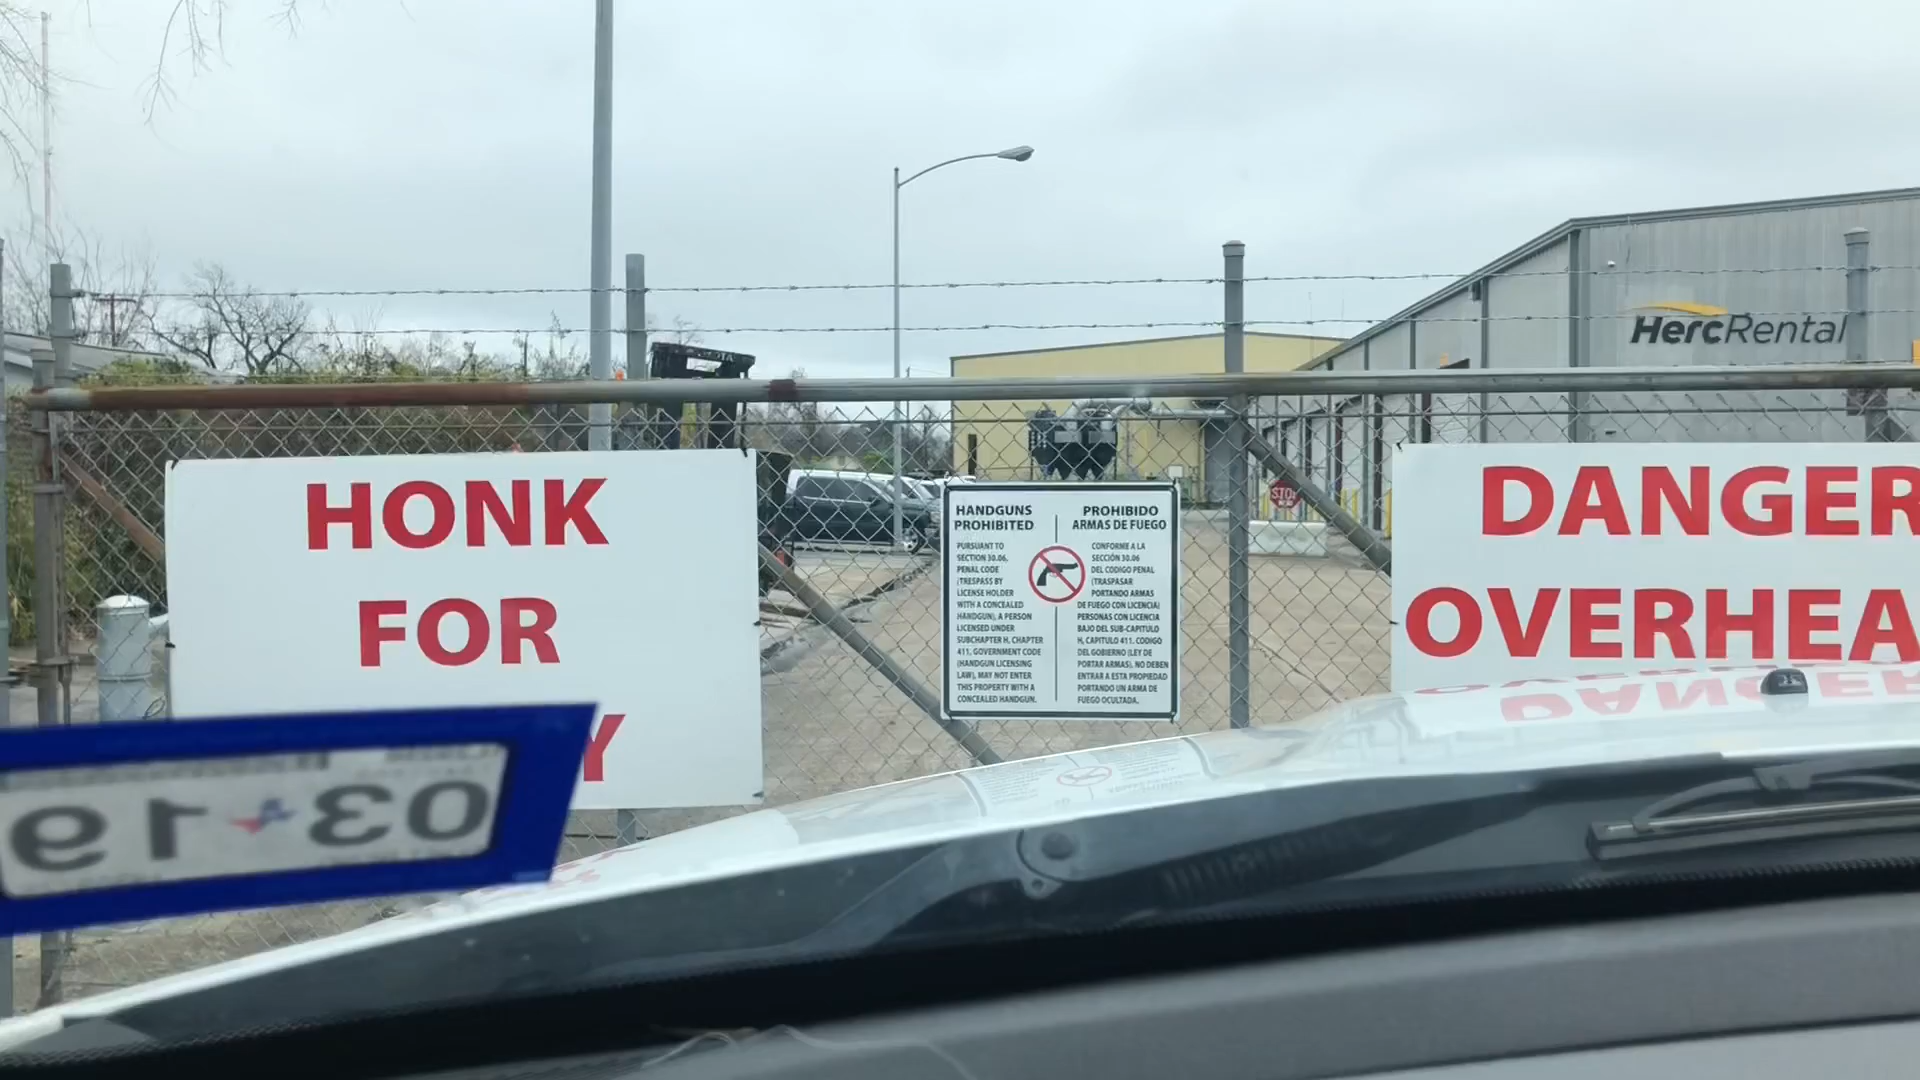 HercRental
HONK
FOR
Y
HANDGUNS
PROHIBITED
PURSUANT TO
SECTION 30.06,
PENAL CODE
(TRESPASS BY
LICENSE HOLDER
WITH A CONCEALED
HANDGUN), A PERSON
LICENSED UNDER
SUBCHAPTER H, CHAPTER
411, GOVERNMENT CODE
(HANDGUN LICENSING
LAW), MAY NOT ENTER
THIS PROPERTY WITH A
CONCEALED HANDGUN.
PROHIBIDO
ARMAS DE FUEGO
CONFORME A LA
SECCIÓN 30.06
DEL CODIGO PENAL
(TRASPASAR
PORTANDO ARMAS
DE FUEGO CON LICENCIA)
PERSONAS CON LICENCIA
BAJO DEL SUB-CAPITULO
H, CAPITULO 411, CODIGO
DEL GOBIERNO (LEY DE
PORTAR ARMAS), NO DEBEN
ENTRAR A ESTA PROPIEDAD
PORTANDO UN ARMA DE
FUEGO OCULTADA.
STOP
DANGER
OVERHEA
03 19